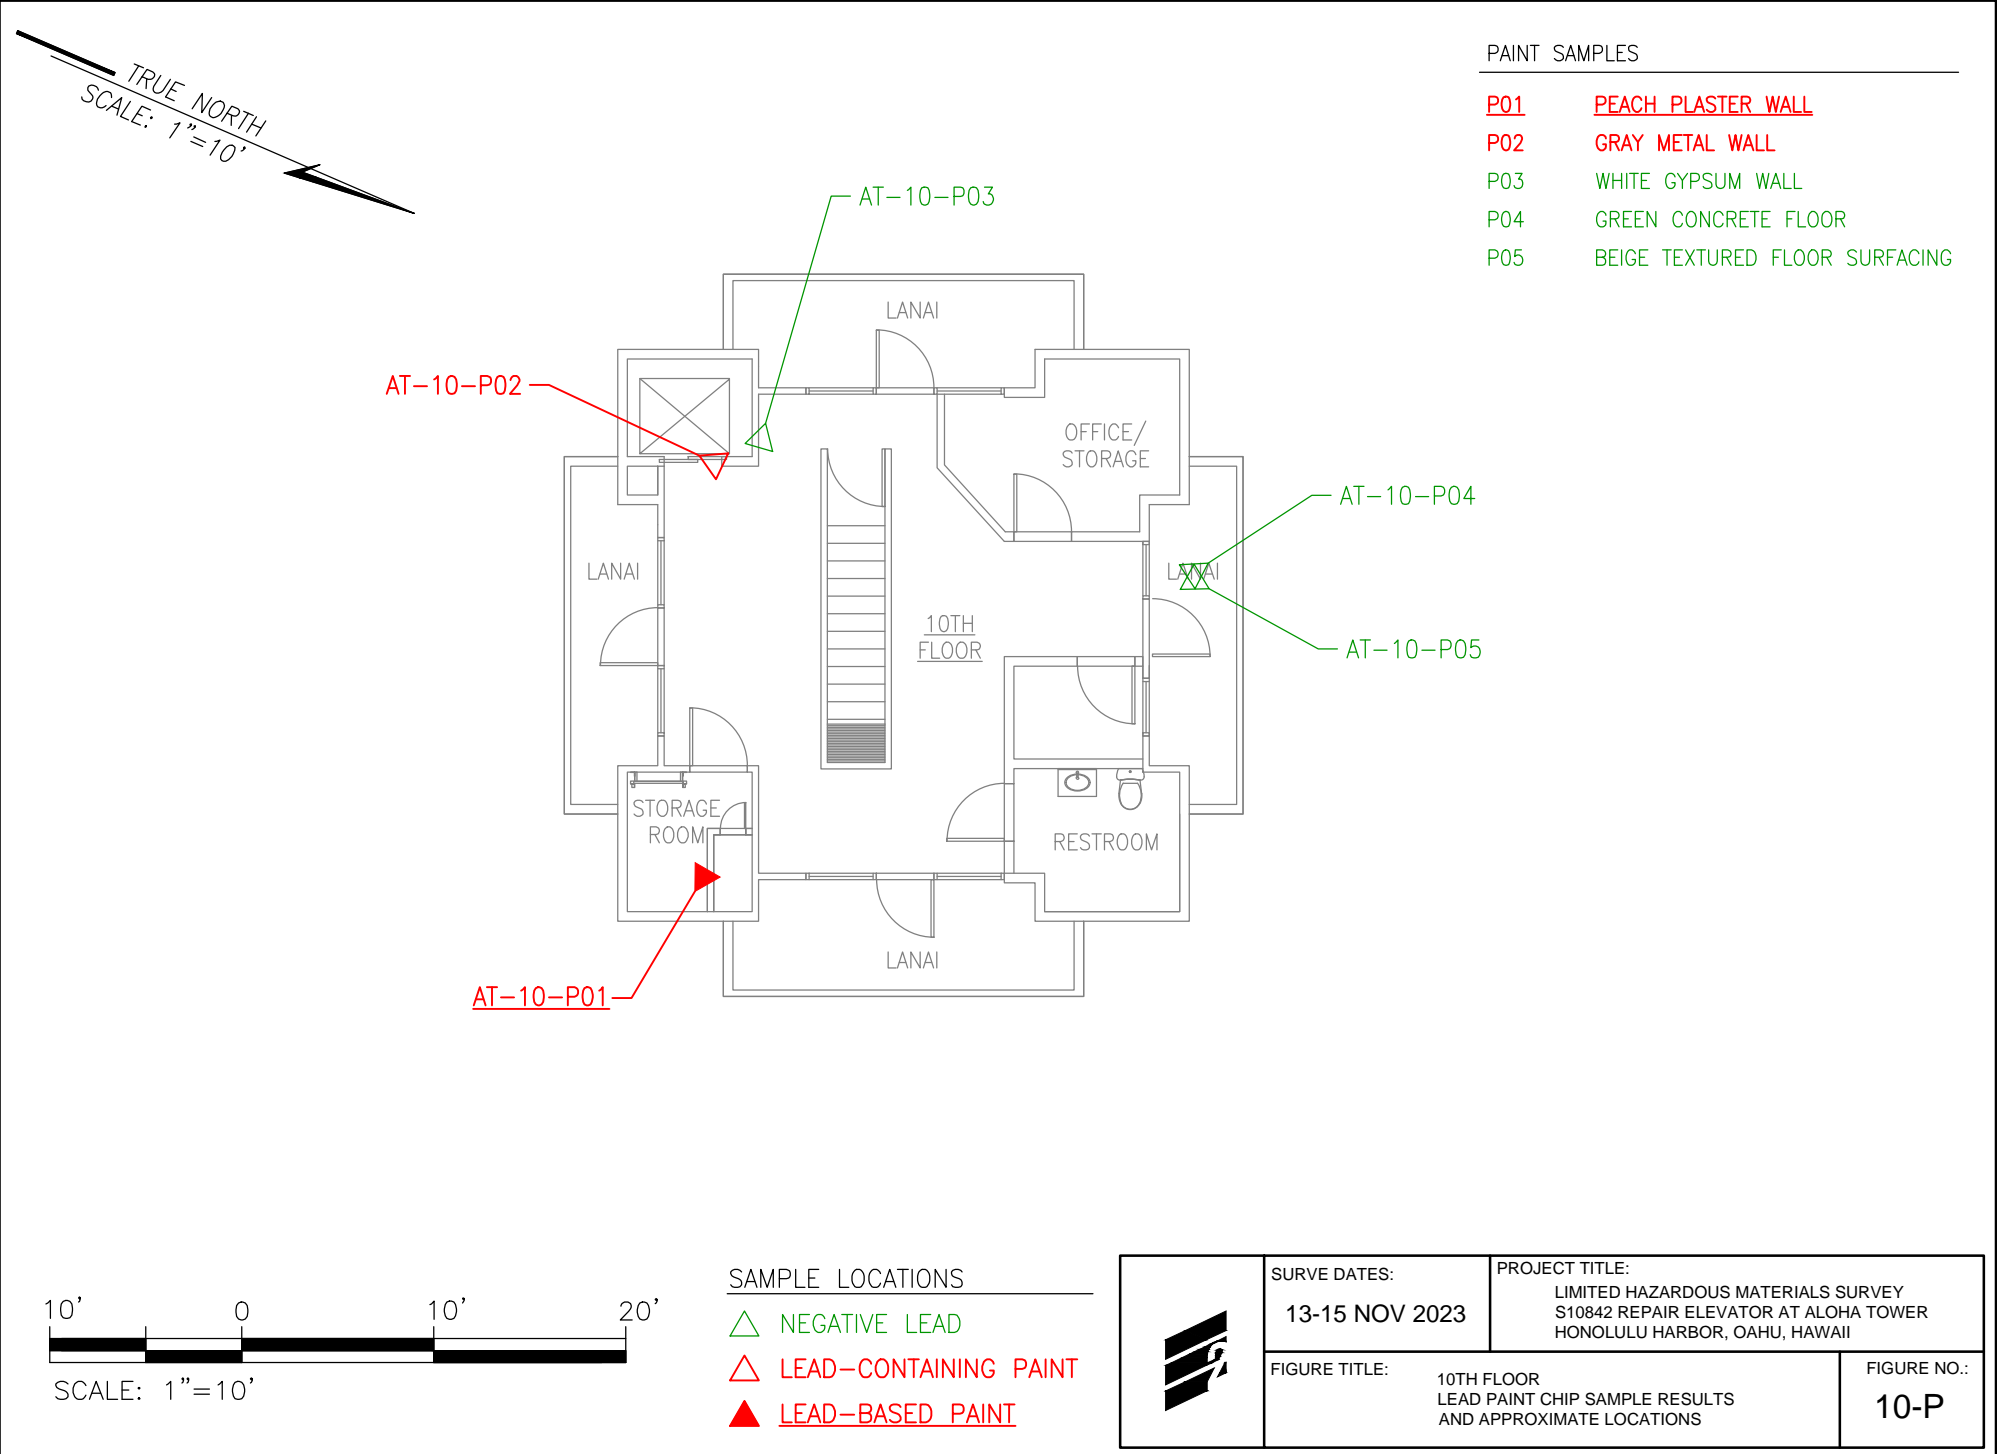 TRUE NORTH
SCALE: 1"=10'
PAINT SAMPLES
P01 PEACH PLASTER WALL
P02 GRAY METAL WALL
P03 WHITE GYPSUM WALL
P04 GREEN CONCRETE FLOOR
P05 BEIGE TEXTURED FLOOR SURFACING
AT-10-P03
LANAI
AT-10-P02
OFFICE/
STORAGE
AT-10-P04
LANAI
LANAI
10TH
FLOOR
AT-10-P05
STORAGE
ROOM
RESTROOM
LANAI
AT-10-P01
10' 0 10' 20'
SCALE: 1"=10'
SAMPLE LOCATIONS
NEGATIVE LEAD
LEAD-CONTAINING PAINT
LEAD-BASED PAINT
SURVE DATES:
13-15 NOV 2023
PROJECT TITLE:
LIMITED HAZARDOUS MATERIALS SURVEY
S10842 REPAIR ELEVATOR AT ALOHA TOWER
HONOLULU HARBOR, OAHU, HAWAII
FIGURE TITLE:
10TH FLOOR
LEAD PAINT CHIP SAMPLE RESULTS
AND APPROXIMATE LOCATIONS
FIGURE NO.:
10-P